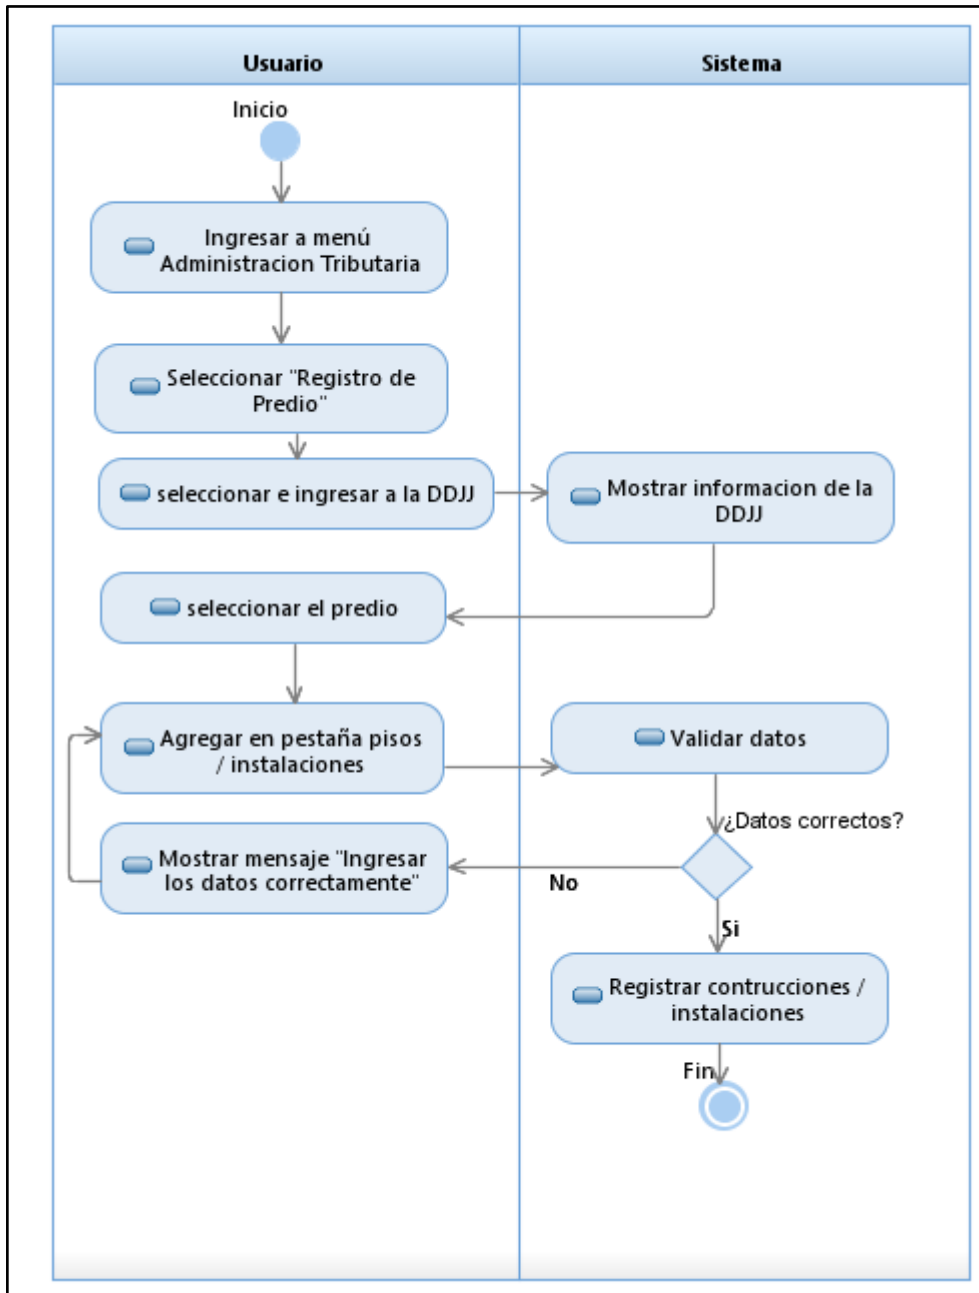 Usuario
Sistema
Inicio
Ingresar a menú
Administracion Tributaria
Seleccionar "Registro de
Predio"
seleccionar e ingresar a la DDJJ
Mostrar informacion de la
DDJJ
seleccionar el predio
Agregar en pestaña pisos
/ instalaciones
Validar datos
¿Datos correctos?
Mostrar mensaje "Ingresar
los datos correctamente"
No
Si
Registrar contrucciones /
instalaciones
Fin